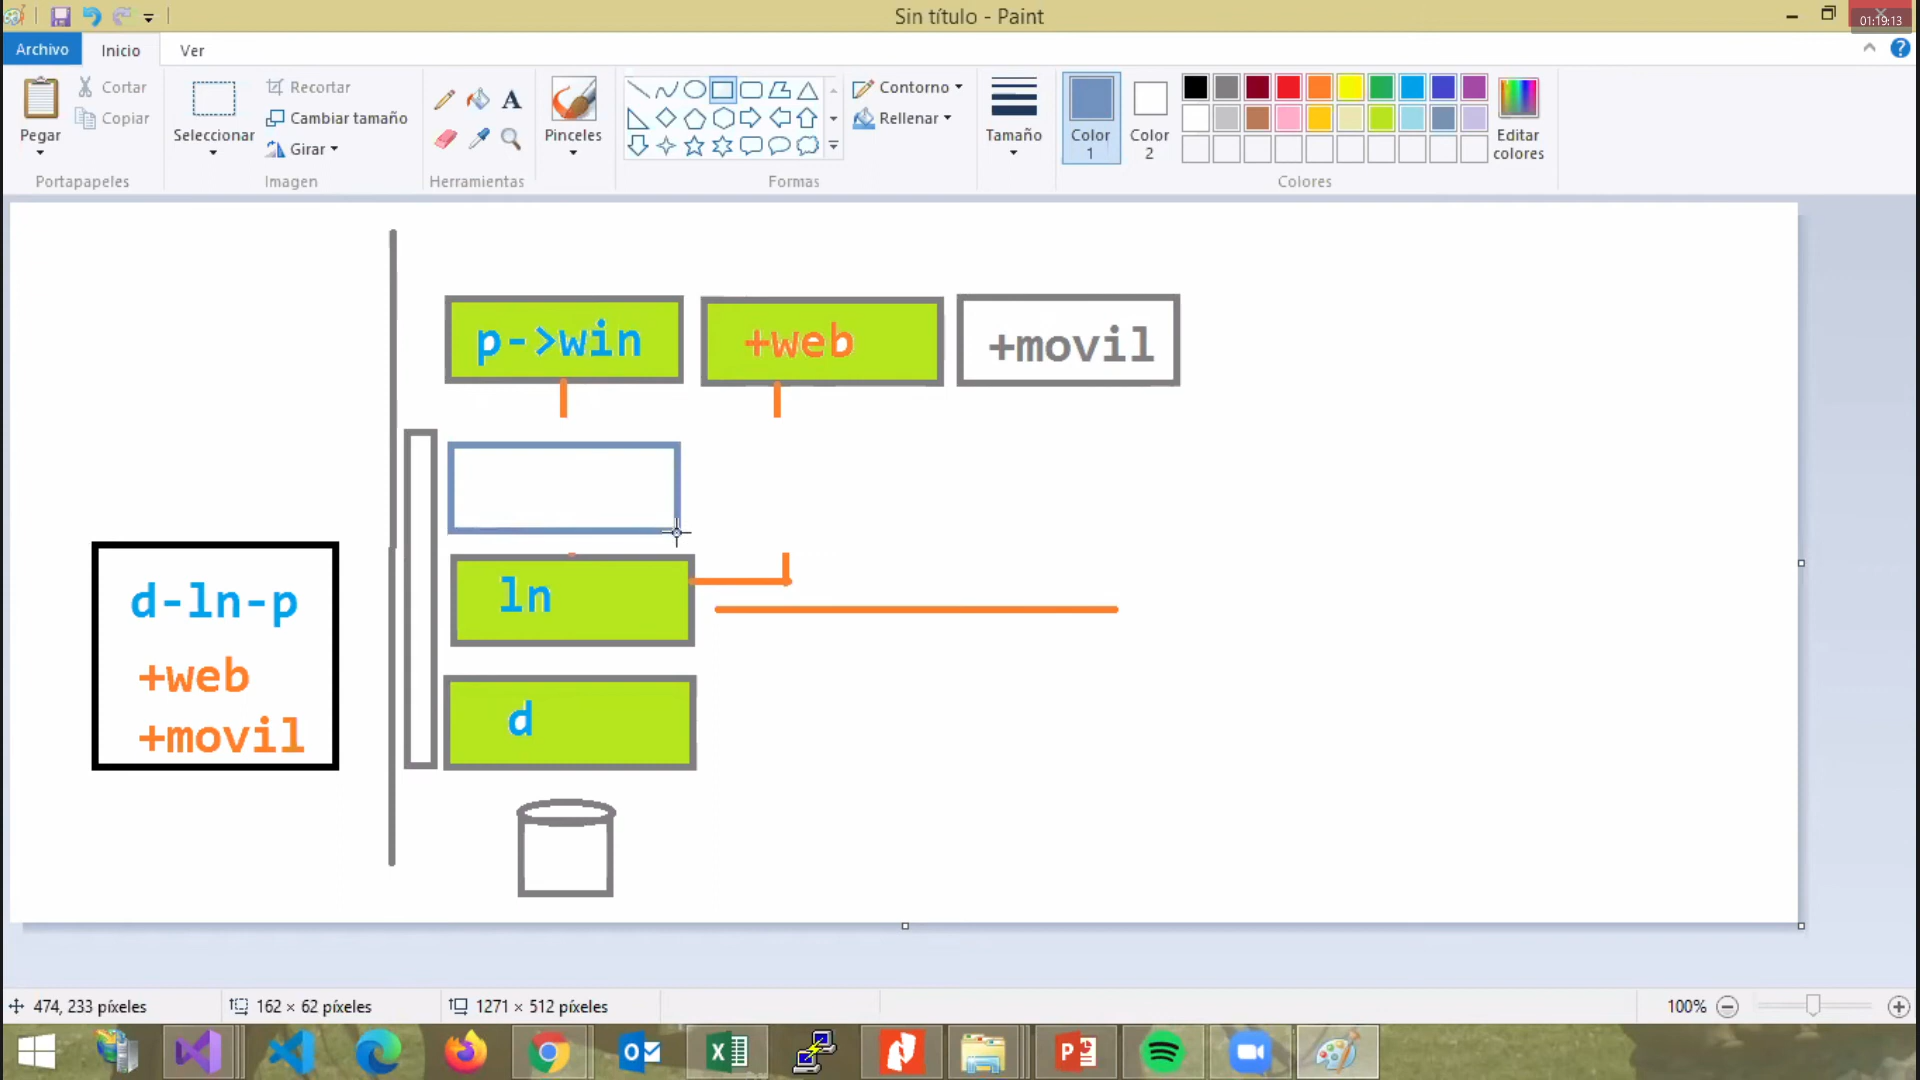 Sin título - Paint
01:19:13
Archivo Inicio Ver
Pegar
Cortar
Copiar
Portapapeles
Seleccionar
Recortar
Cambiar tamaño
Girar
Imagen
A
Herramientas
Pinceles
Formas
Contorno
Rellenar
Tamaño
Color
1
Color
2
Colores
Editar
colores
p->win +web +movil
ln
d
d-ln-p
+web
+movil
474, 233 píxeles 162 × 62 píxeles 1271 × 512 píxeles 100%